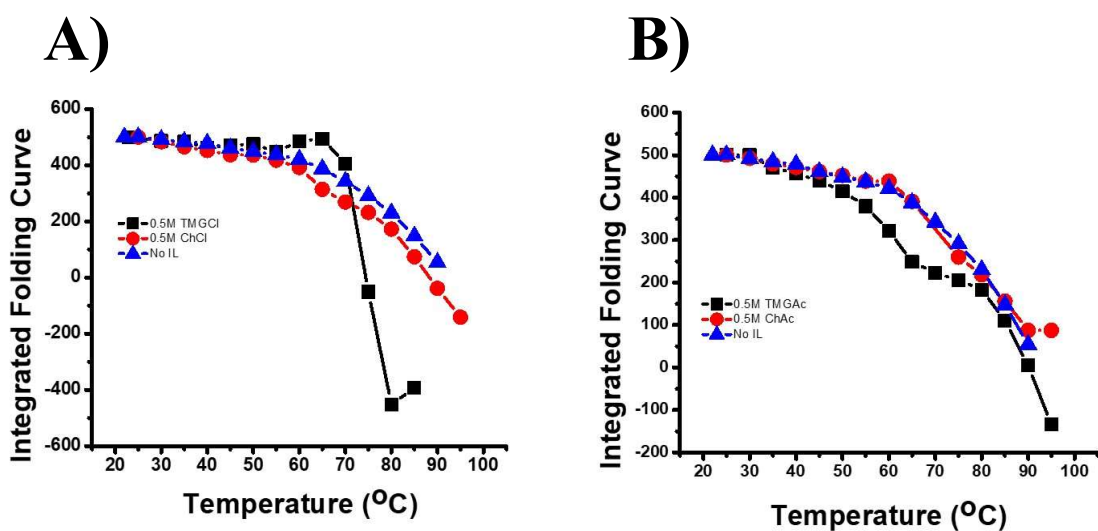 A)
B)
Integrated Folding Curve
600
400
200
0
-200
-400
-600
0.5M TMGCl
0.5M ChCl
No IL
20 30 40 50 60 70 80 90 100
Temperature (ºC)
Integrated Folding Curve
600
500
400
300
200
100
0
-100
-200
0.5M TMGAc
0.5M ChAc
No IL
20 30 40 50 60 70 80 90 100
Temperature (ºC)